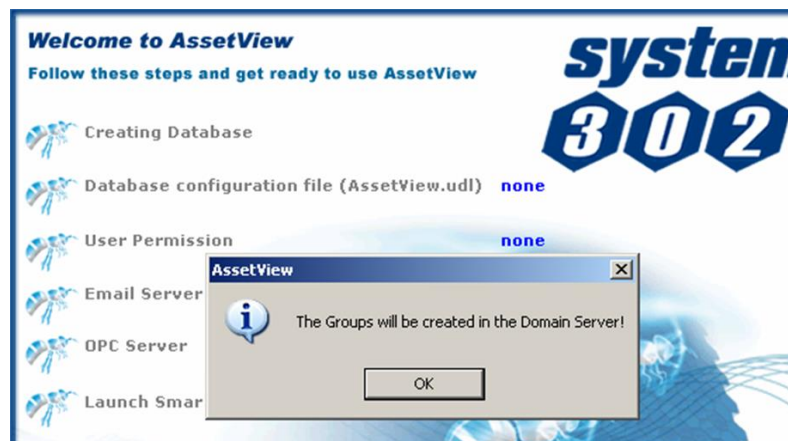 Welcome to AssetView
Follow these steps and get ready to use AssetView
system
302
Creating Database
Database configuration file (AssetView.udl) none
User Permission none
AssetView
Email Server
The Groups will be created in the Domain Server!
OPC Server
OK
Launch Smar